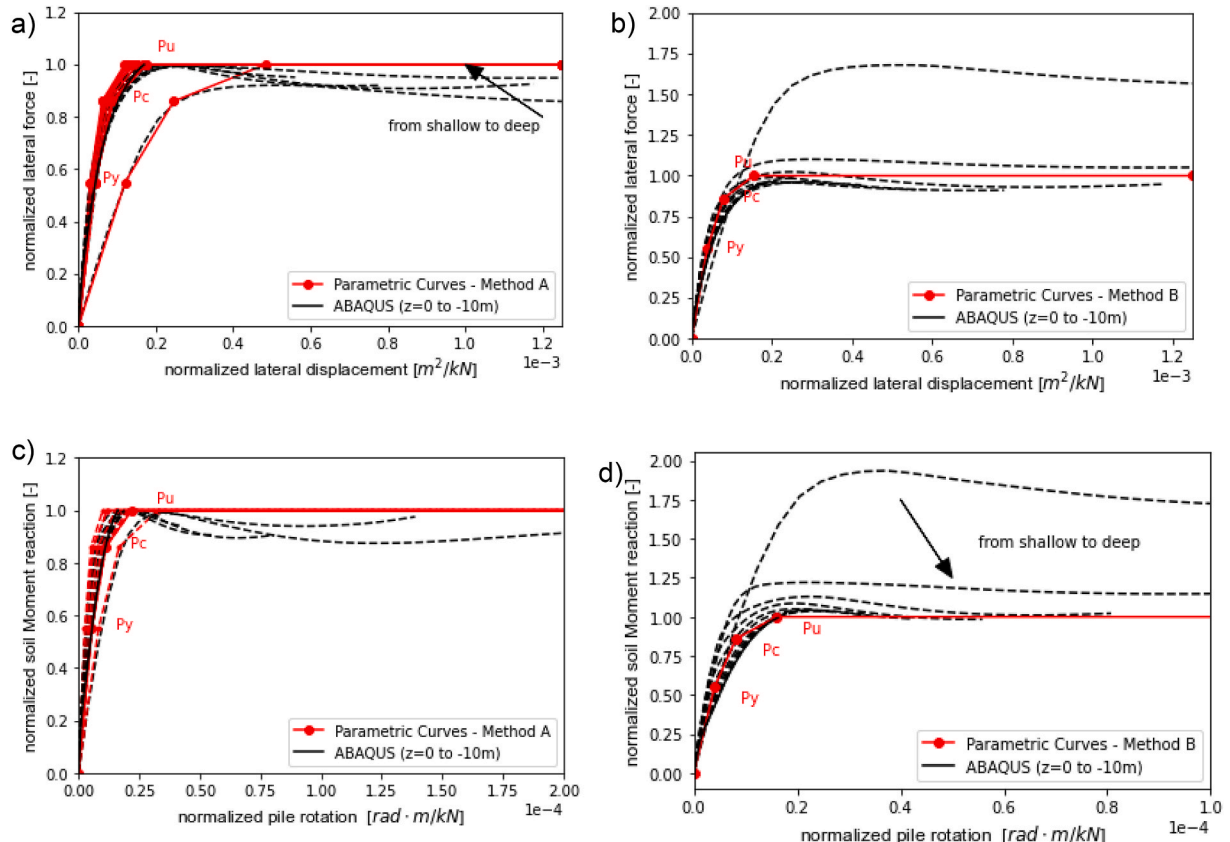 a)
normalized lateral force [-]
1.2
1.0
0.8
0.6
0.4
0.2
0.0
Pu
Pc
Py
from shallow to deep
Parametric Curves - Method A
ABAQUS (z=0 to -10m)
0.0 0.2 0.4 0.6 0.8 1.0 1.2
1e−3
normalized lateral displacement [m²/kN]
b)
normalized lateral force [-]
2.00
1.75
1.50
1.25
1.00
0.75
0.50
0.25
0.00
Pu
Pc
Py
Parametric Curves - Method B
ABAQUS (z=0 to -10m)
0.0 0.2 0.4 0.6 0.8 1.0 1.2
1e−3
normalized lateral displacement [m²/kN]
c)
normalized soil Moment reaction [-]
1.2
1.0
0.8
0.6
0.4
0.2
0.0
Pu
Pc
Py
Parametric Curves - Method A
ABAQUS (z=0 to -10m)
0.00 0.25 0.50 0.75 1.00 1.25 1.50 1.75 2.00
1e−4
normalized pile rotation [rad · m/kN]
d)
normalized soil Moment reaction [-]
2.00
1.75
1.50
1.25
1.00
0.75
0.50
0.25
0.00
from shallow to deep
Pu
Pc
Py
Parametric Curves - Method B
ABAQUS (z=0 to -10m)
0.0 0.2 0.4 0.6 0.8 1.0
1e−4
normalized pile rotation [rad · m/kN]